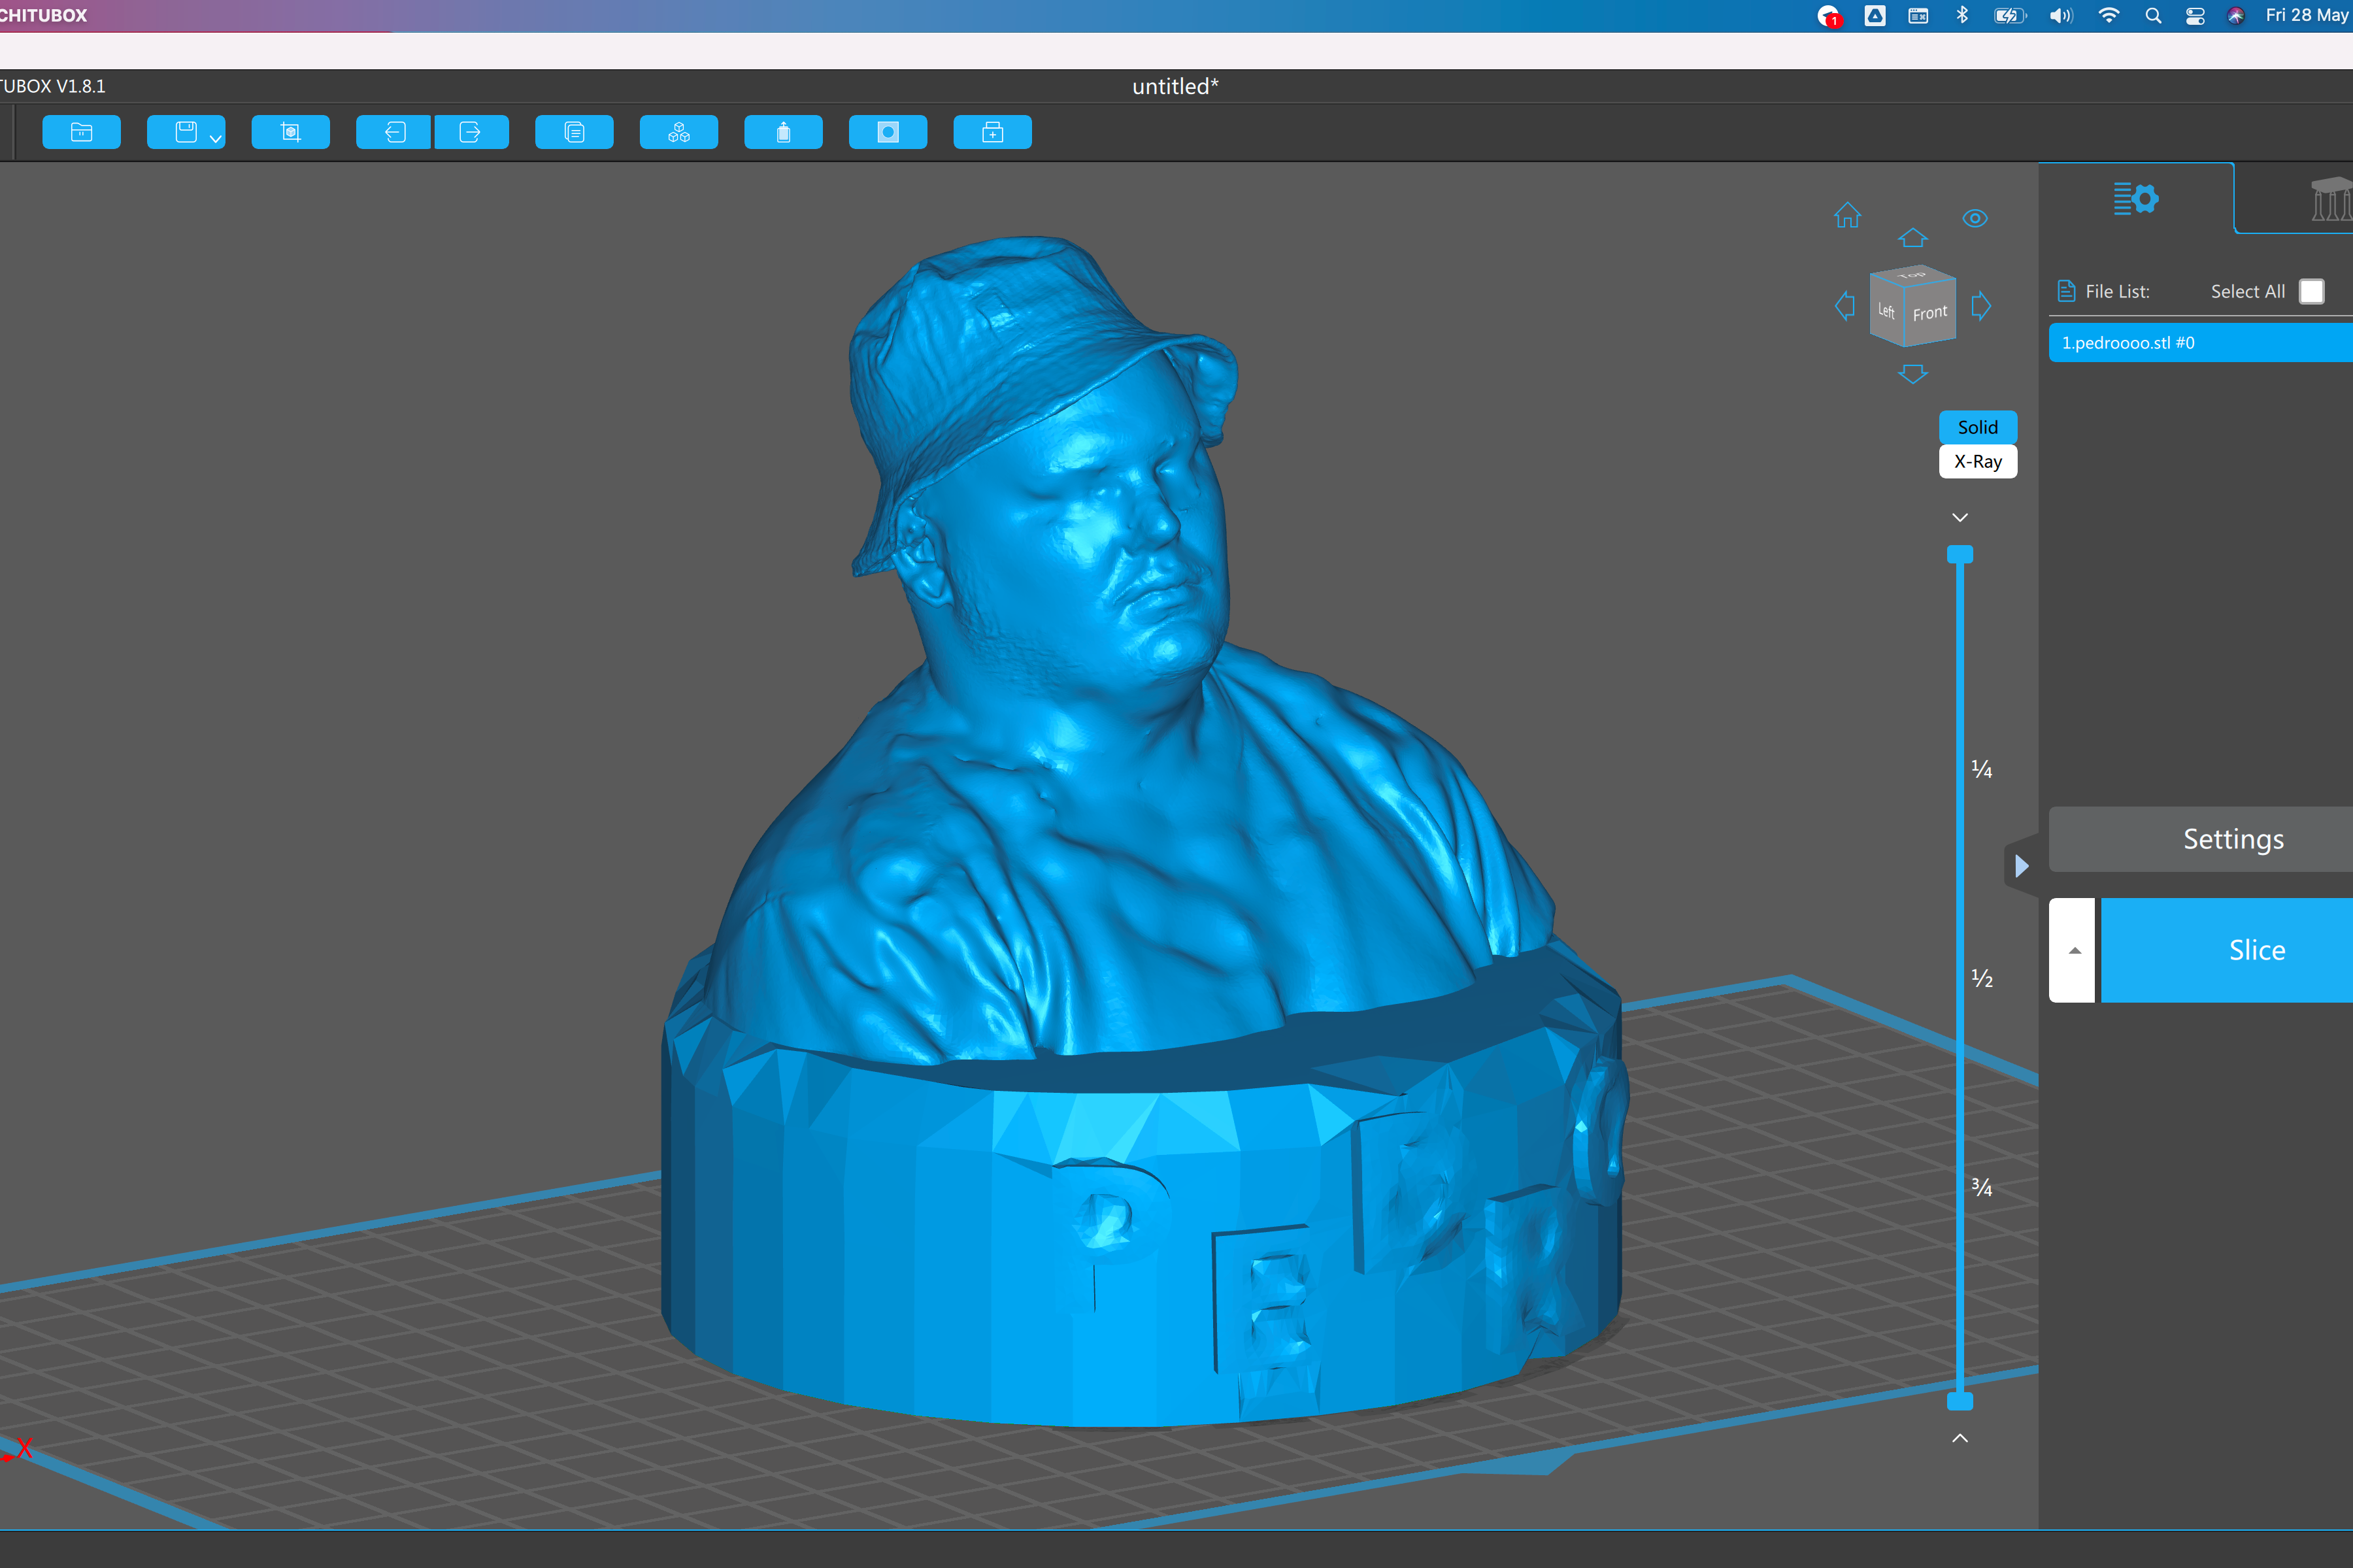 CHITUBOX
1
Fri 28 May
TUBOX V1.8.1
untitled*
Top
Left
Front
File List:
Select All
1.pedroooo.stl #0
Solid
X-Ray
¼
½
¾
Settings
Slice
P E D R O
X